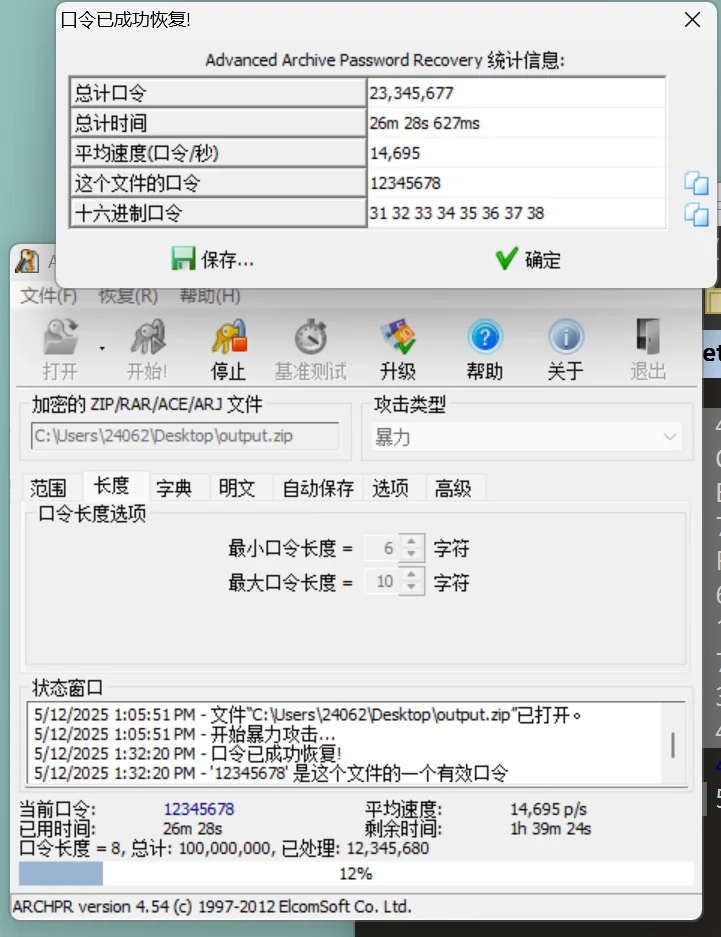 口令已成功恢复!
Advanced Archive Password Recovery 统计信息:
总计口令 23,345,677
总计时间 26m 28s 627ms
平均速度(口令/秒) 14,695
这个文件的口令 12345678
十六进制口令 31 32 33 34 35 36 37 38
保存... 确定
文件(F) 恢复(R) 帮助(H)
打开 开始! 停止 基准测试 升级 帮助 关于 退出
加密的 ZIP/RAR/ACE/ARJ 文件 攻击类型
C:\Users\24062\Desktop\output.zip 暴力
范围 长度 字典 明文 自动保存 选项 高级
口令长度选项
最小口令长度 = 6 字符
最大口令长度 = 10 字符
状态窗口
5/12/2025 1:05:51 PM - 文件"C:\Users\24062\Desktop\output.zip"已打开。
5/12/2025 1:05:51 PM - 开始暴力攻击...
5/12/2025 1:32:20 PM - 口令已成功恢复!
5/12/2025 1:32:20 PM - '12345678' 是这个文件的一个有效口令
当前口令: 12345678 平均速度: 14,695 p/s
已用时间: 26m 28s 剩余时间: 1h 39m 24s
口令长度 = 8, 总计: 100,000,000, 已处理: 12,345,680
12%
ARCHPR version 4.54 (c) 1997-2012 ElcomSoft Co. Ltd.